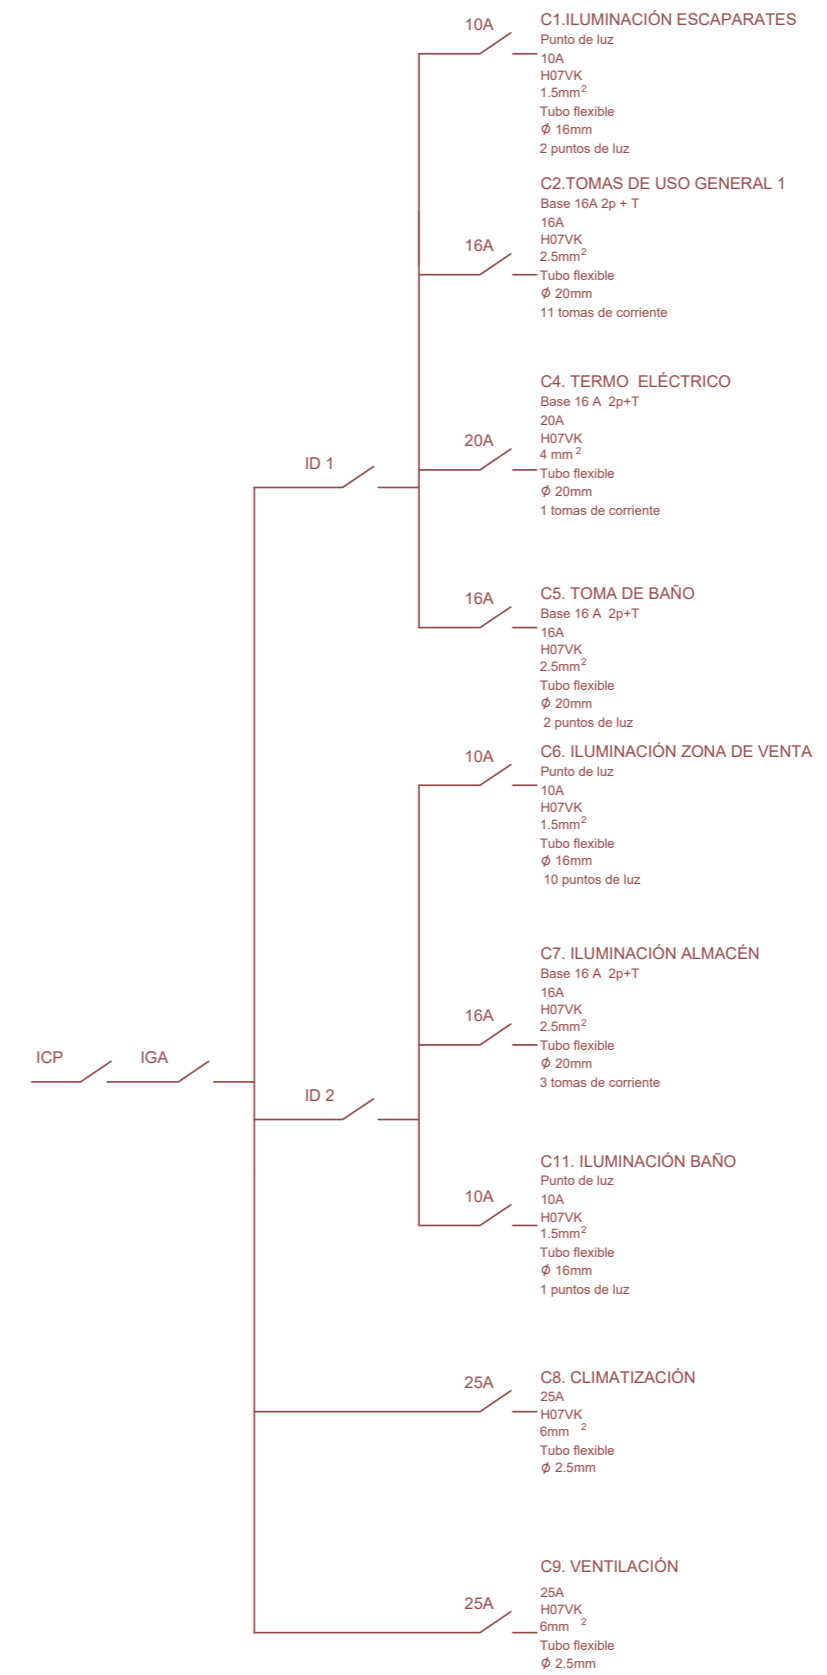 10A
C1.ILUMINACIÓN ESCAPARATES
Punto de luz
10A
H07VK
1.5mm²
Tubo flexible
ϕ 16mm
2 puntos de luz
16A
C2.TOMAS DE USO GENERAL 1
Base 16A 2p + T
16A
H07VK
2.5mm²
Tubo flexible
ϕ 20mm
11 tomas de corriente
20A
C4. TERMO ELÉCTRICO
Base 16 A 2p+T
20A
H07VK
4 mm²
Tubo flexible
ϕ 20mm
1 tomas de corriente
ID 1
16A
C5. TOMA DE BAÑO
Base 16 A 2p+T
16A
H07VK
2.5mm²
Tubo flexible
ϕ 20mm
2 puntos de luz
10A
C6. ILUMINACIÓN ZONA DE VENTA
Punto de luz
10A
H07VK
1.5mm²
Tubo flexible
ϕ 16mm
10 puntos de luz
16A
C7. ILUMINACIÓN ALMACÉN
Base 16 A 2p+T
16A
H07VK
2.5mm²
Tubo flexible
ϕ 20mm
3 tomas de corriente
ICP
IGA
ID 2
10A
C11. ILUMINACIÓN BAÑO
Punto de luz
10A
H07VK
1.5mm²
Tubo flexible
ϕ 16mm
1 puntos de luz
25A
C8. CLIMATIZACIÓN
25A
H07VK
6mm ²
Tubo flexible
ϕ 2.5mm
25A
C9. VENTILACIÓN
25A
H07VK
6mm ²
Tubo flexible
ϕ 2.5mm